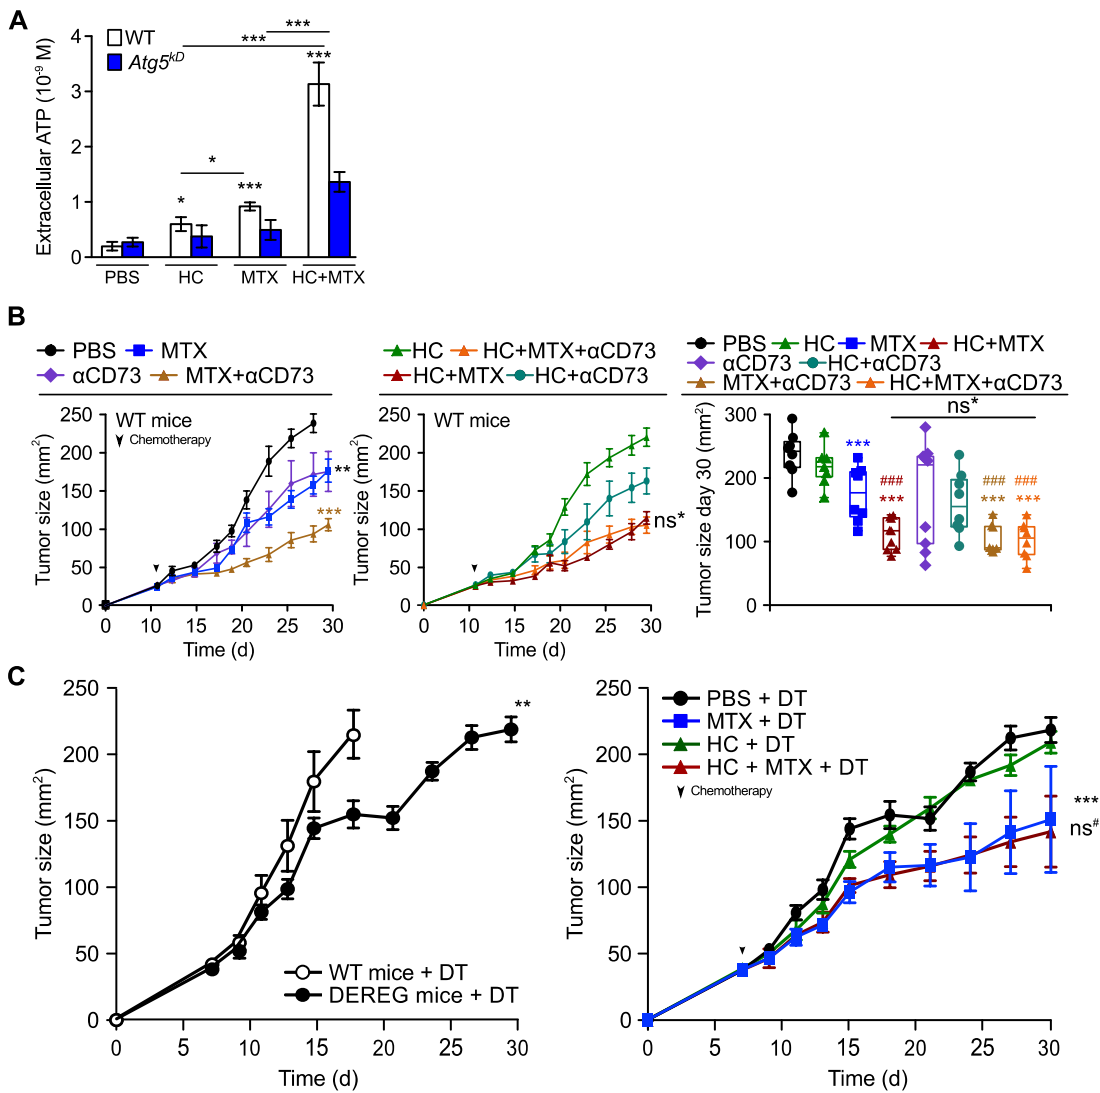 A
WT
Atg5kD
Extracellular ATP (10-9 M)
4
3
2
1
0
***
***
***
*
*
***
PBS
HC
MTX
HC+MTX
B
PBS
MTX
αCD73
MTX+αCD73
HC
HC+MTX+αCD73
HC+MTX
HC+αCD73
PBS
HC
MTX
HC+MTX
αCD73
HC+αCD73
MTX+αCD73
HC+MTX+αCD73
WT mice
Chemotherapy
Tumor size (mm2)
250
200
150
100
50
0
**
***
0
10
15
20
25
30
Time (d)
WT mice
Tumor size (mm2)
250
200
150
100
50
0
ns*
0
10
15
20
25
30
Time (d)
Tumor size day 30 (mm2)
300
200
100
0
ns*
***
###
***
###
***
###
***
C
Tumor size (mm2)
250
200
150
100
50
0
**
WT mice + DT
DEREG mice + DT
0
5
10
15
20
25
30
Time (d)
PBS + DT
MTX + DT
HC + DT
HC + MTX + DT
Chemotherapy
Tumor size (mm2)
250
200
150
100
50
0
***
ns#
0
5
10
15
20
25
30
Time (d)